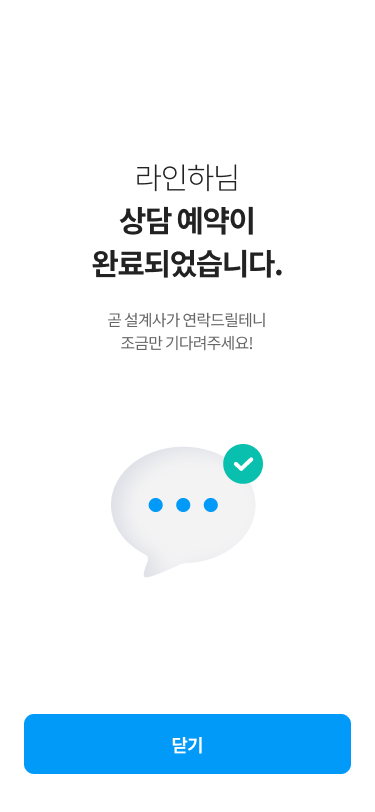 라인하님
상담 예약이
완료되었습니다.
곧 설계사가 연락드릴테니
조금만 기다려주세요!
닫기